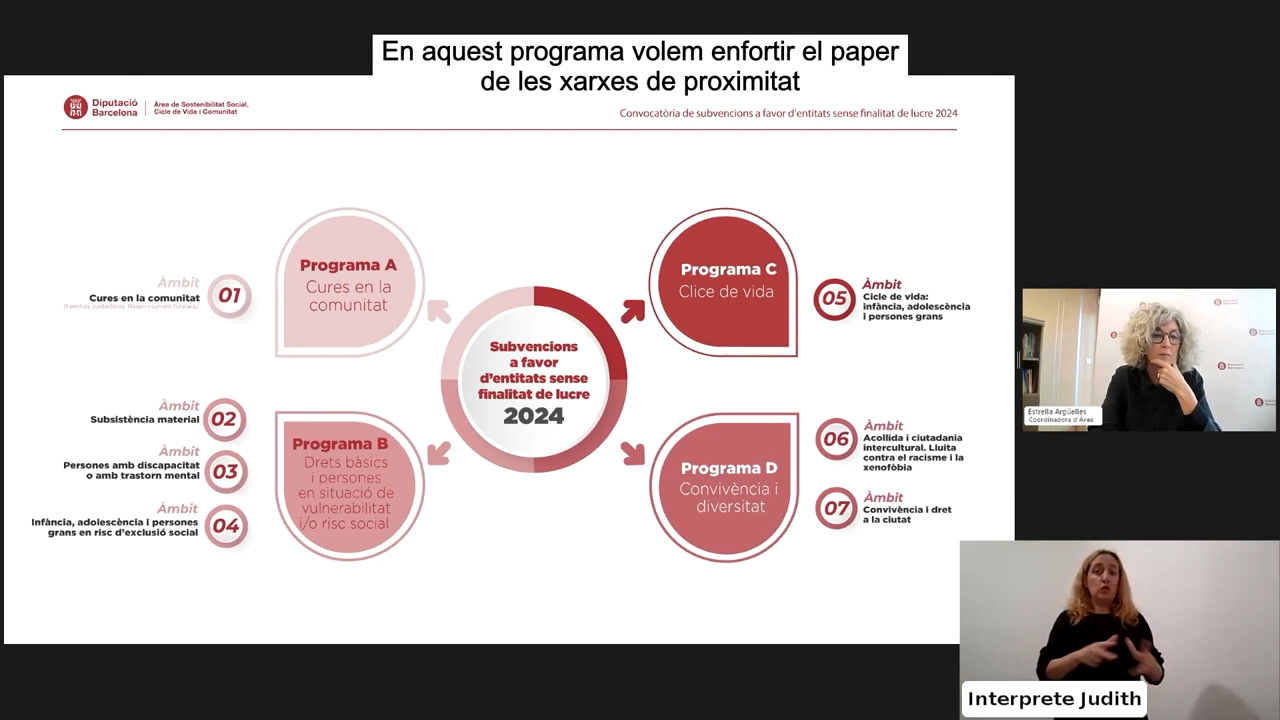 En aquest programa volem enfortir el paper
de les xarxes de proximitat
Diputació
Barcelona
Àrea de Sostenibilitat Social,
Cicle de Vida i Comunitat
Convocatòria de subvencions a favor d'entitats sense finalitat de lucre 2024
Àmbit
Cures en la comunitat
01
Programa A
Cures en la
comunitat
Àmbit
Subsistència material
02
Àmbit
Persones amb discapacitat
o amb trastorn mental
03
Àmbit
Infància, adolescència i persones
grans en risc d'exclusió social
04
Programa B
Drets bàsics
i persones
en situació de
vulnerabilitat
i/o risc social
Subvencions
a favor
d'entitats sense
finalitat de lucre
2024
Programa C
Clice de vida
05
Àmbit
Cicle de vida:
infància, adolescència
i persones grans
Programa D
Convivència i
diversitat
06
Àmbit
Acollida i ciutadania
intercultural. Lluita
contra el racisme i la
xenofòbia
07
Àmbit
Convivència i dret
a la ciutat
Estrella Argüelles
Coordinadora d'Àrea
Interprete Judith